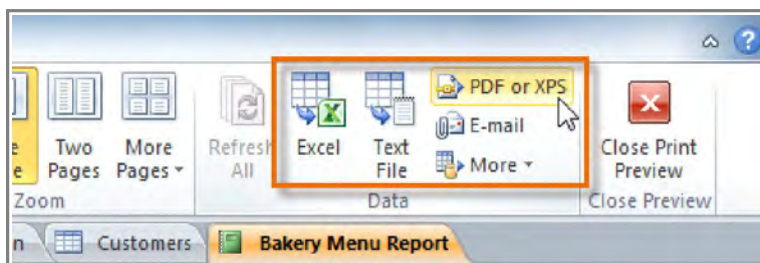 PDF or XPS
E-mail
Two Pages
More Pages
Refresh All
Excel
Text File
More
Close Print Preview
Zoom
Data
Close Preview
Customers
Bakery Menu Report